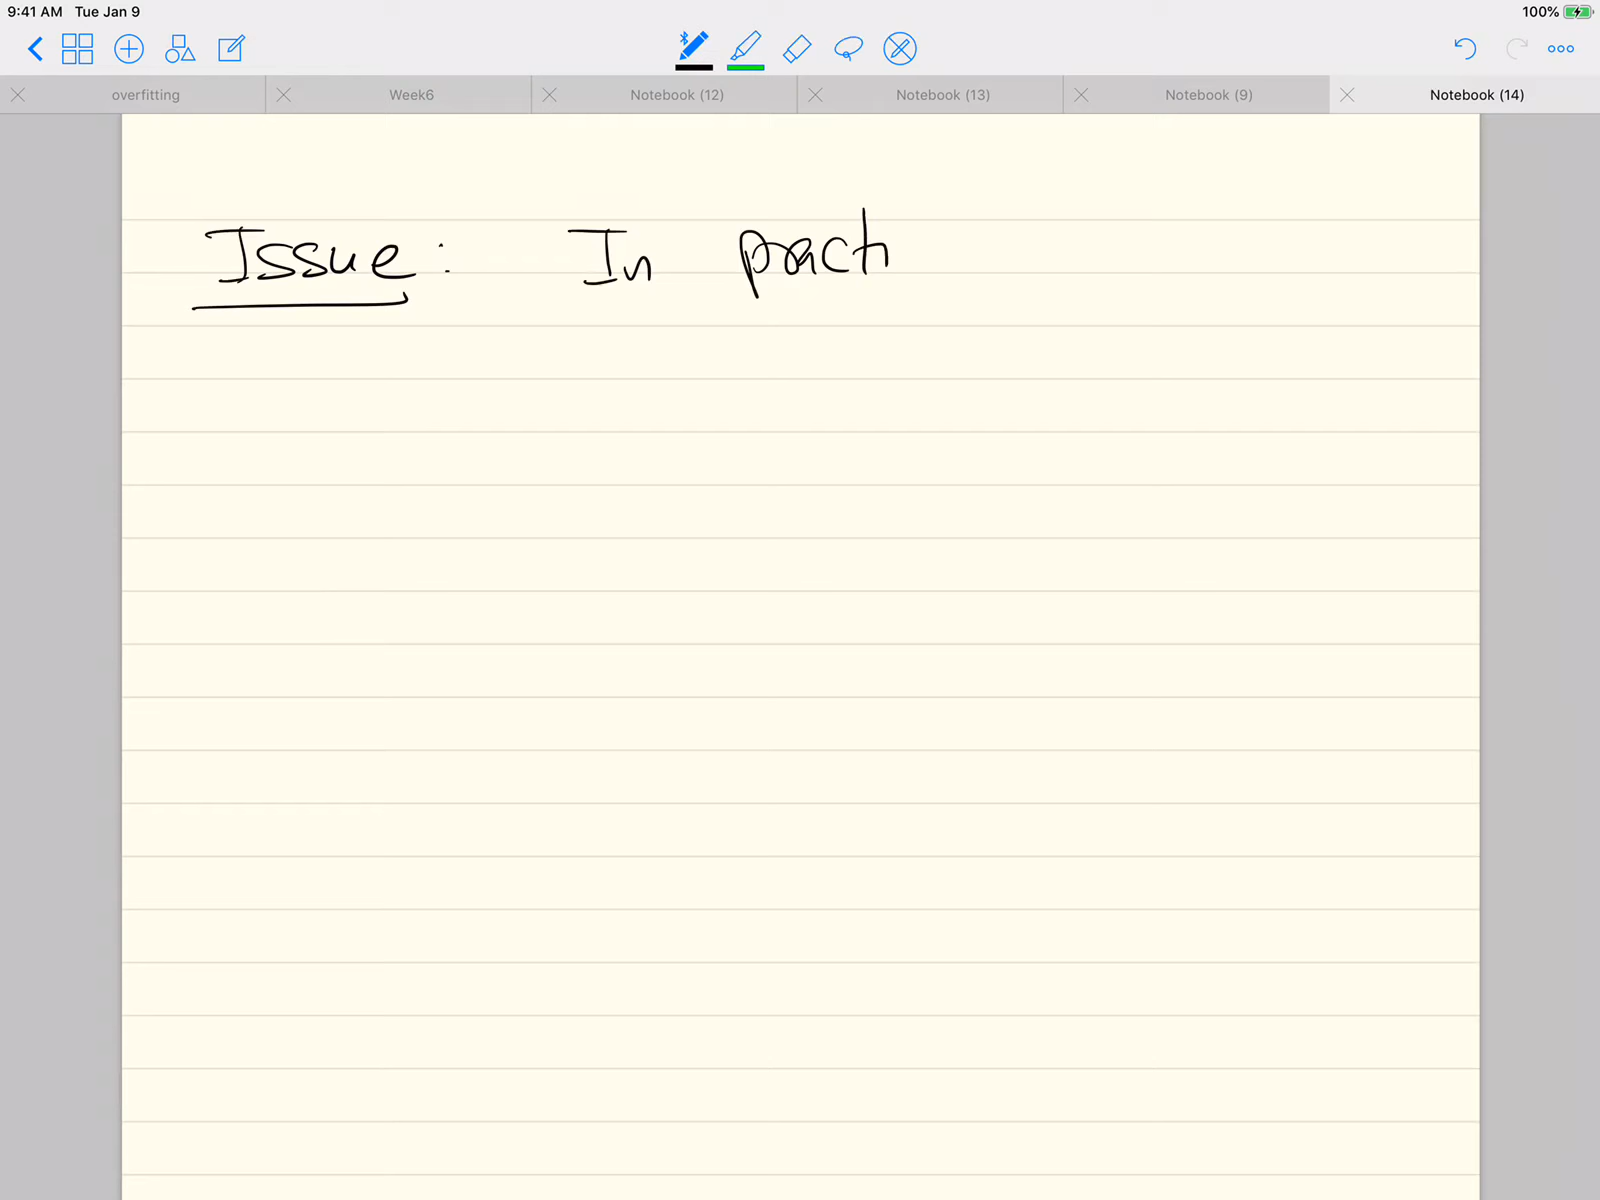 9:41 AM Tue Jan 9 100%
overfitting Week6 Notebook (12) Notebook (13) Notebook (9) Notebook (14)
Issue: In pract